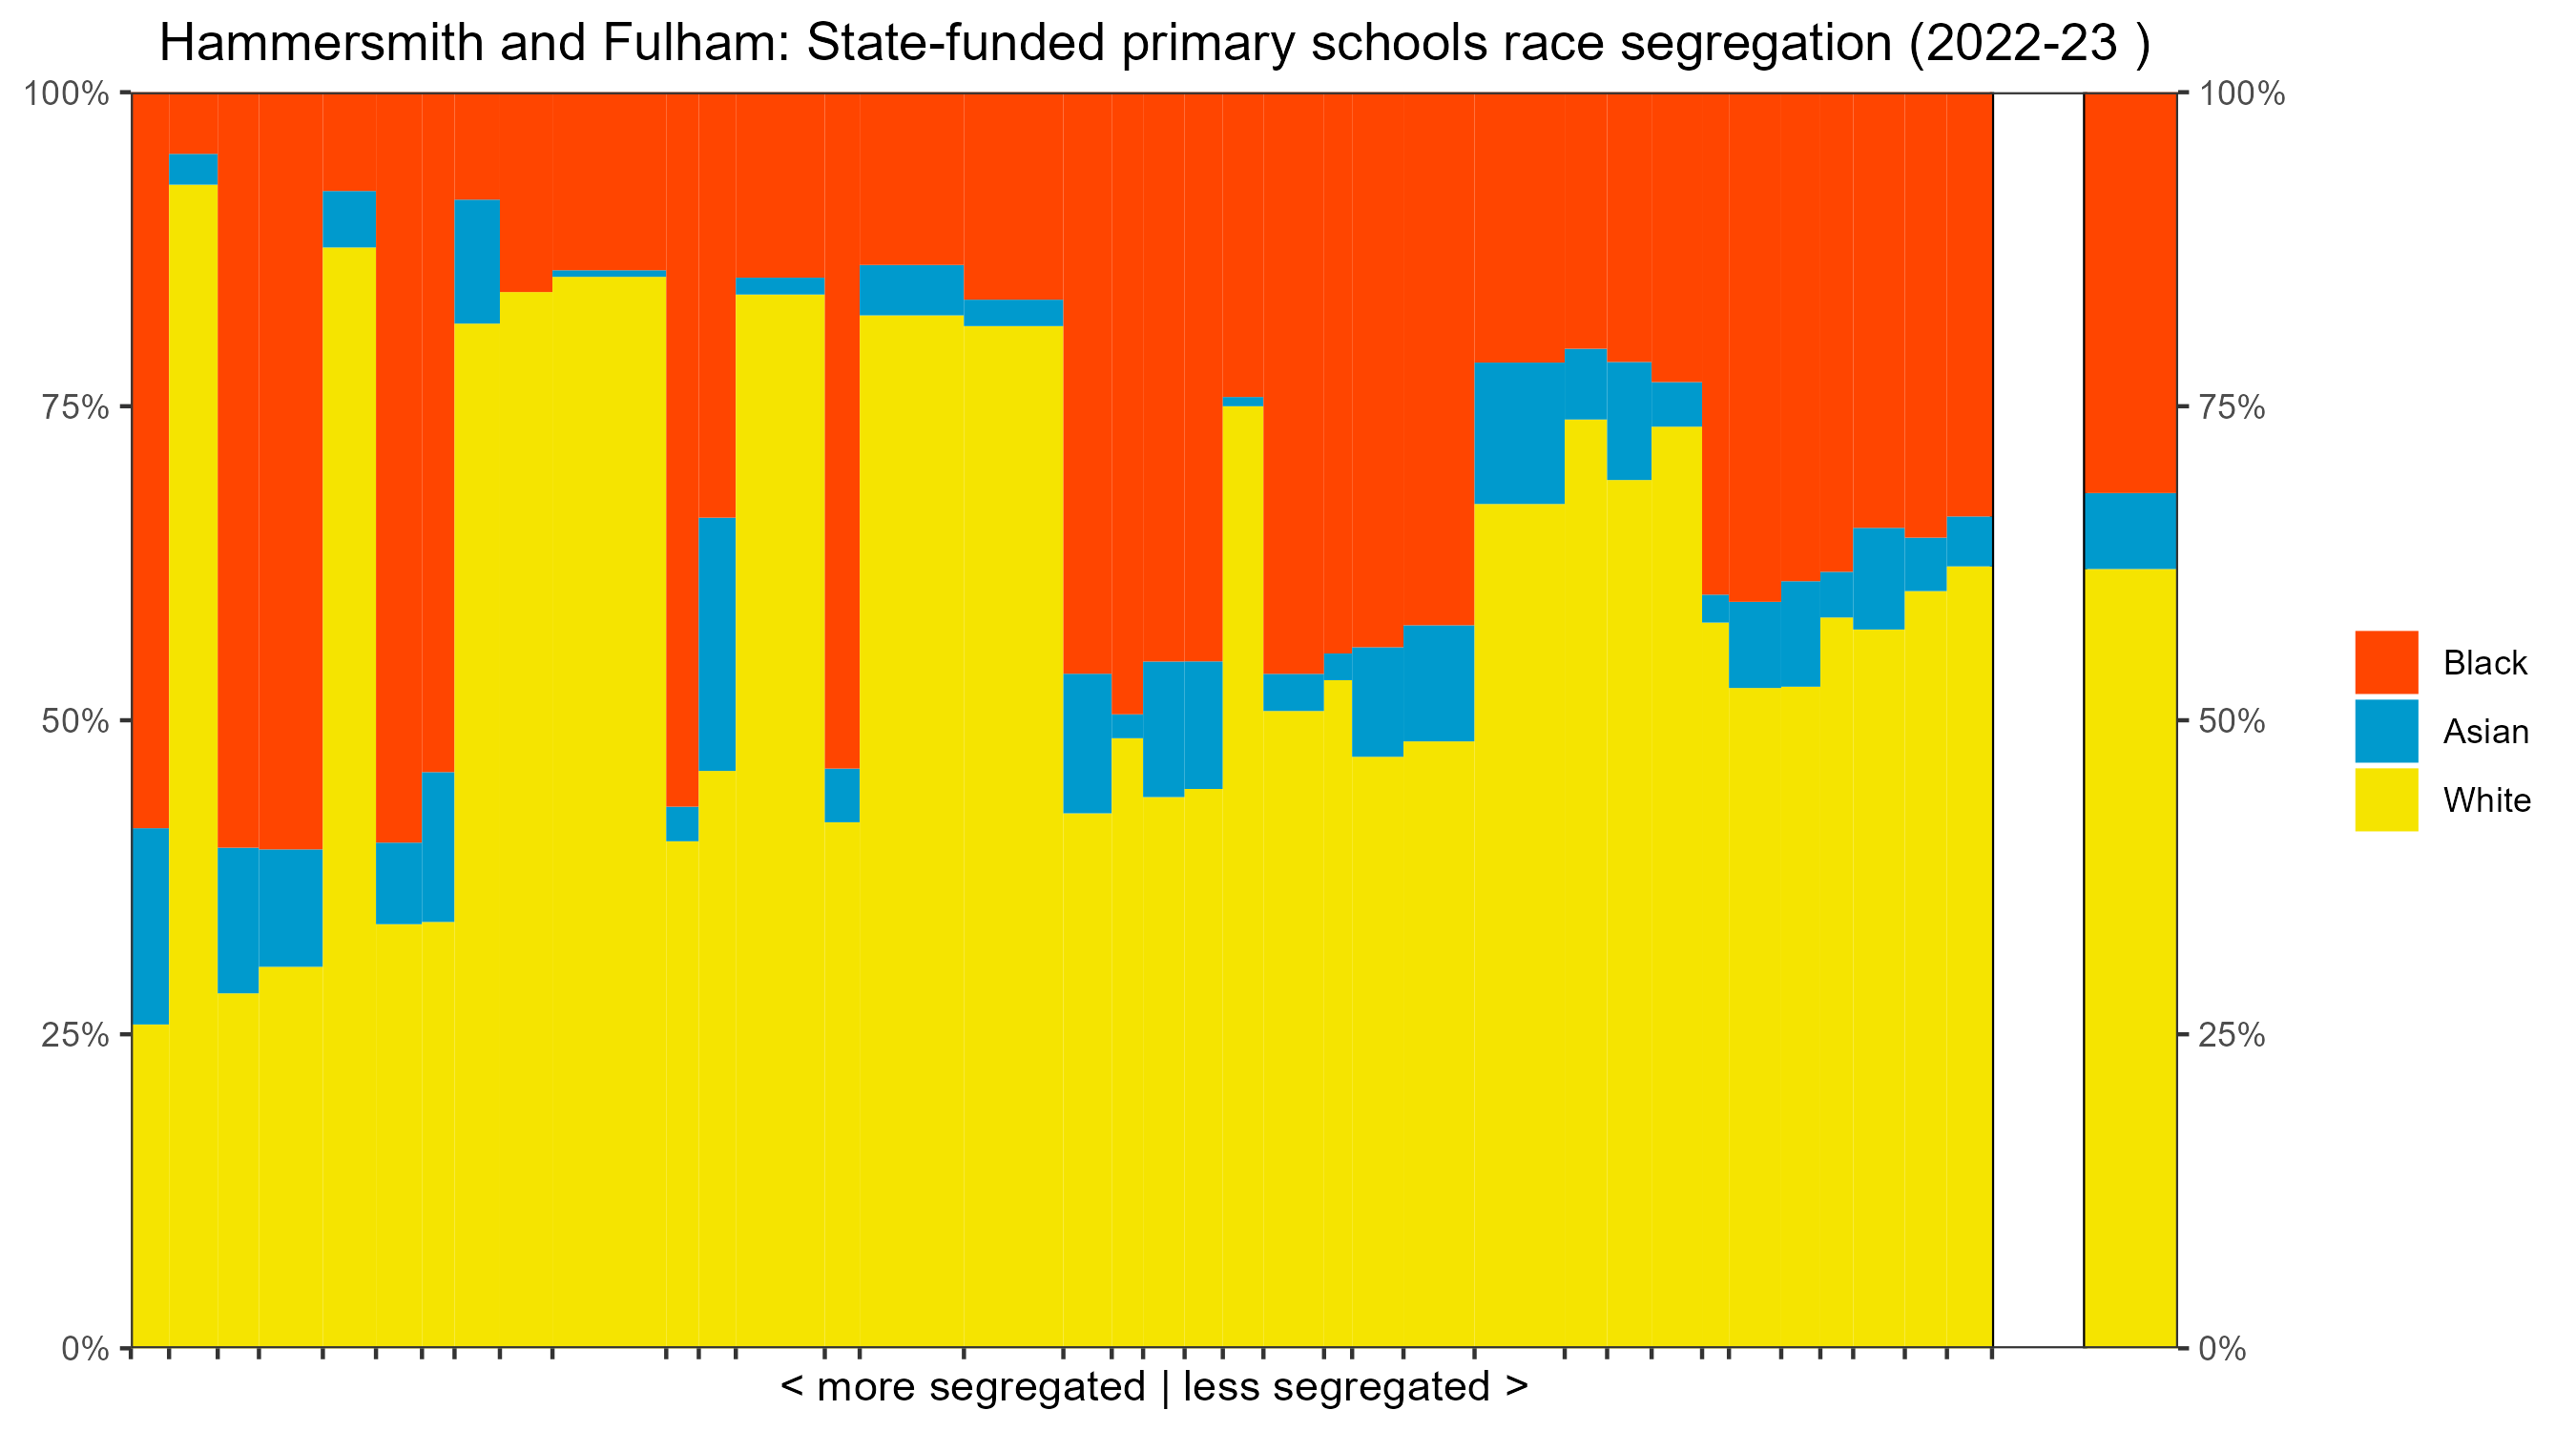 Hammersmith and Fulham: State-funded primary schools race segregation (2022-23 )
100%
75%
50%
25%
0%
100%
75%
50%
25%
0%
Black
Asian
White
< more segregated | less segregated >